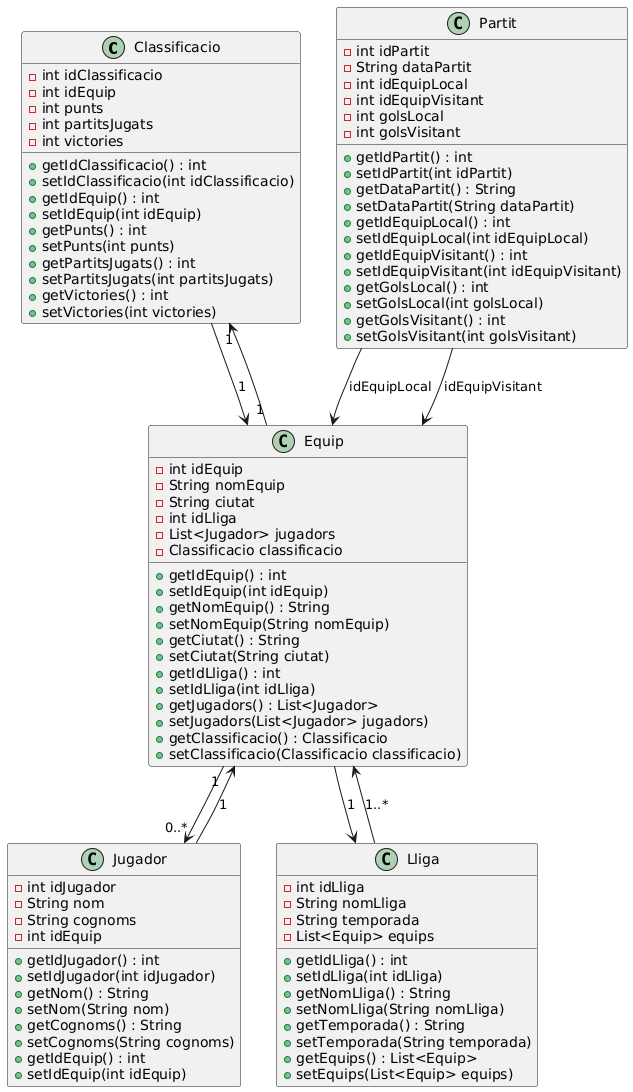 C Classificacio
int idClassificacio
int idEquip
int punts
int partitsJugats
int victories
getIdClassificacio() : int
setIdClassificacio(int idClassificacio)
getIdEquip() : int
setIdEquip(int idEquip)
getPunts() : int
setPunts(int punts)
getPartitsJugats() : int
setPartitsJugats(int partitsJugats)
getVictories() : int
setVictories(int victories)
C Partit
int idPartit
String dataPartit
int idEquipLocal
int idEquipVisitant
int golsLocal
int golsVisitant
getIdPartit() : int
setIdPartit(int idPartit)
getDataPartit() : String
setDataPartit(String dataPartit)
getIdEquipLocal() : int
setIdEquipLocal(int idEquipLocal)
getIdEquipVisitant() : int
setIdEquipVisitant(int idEquipVisitant)
getGolsLocal() : int
setGolsLocal(int golsLocal)
getGolsVisitant() : int
setGolsVisitant(int golsVisitant)
1
1
1
idEquipLocal
idEquipVisitant
C Equip
int idEquip
String nomEquip
String ciutat
int idLliga
List<Jugador> jugadors
Classificacio classificacio
getIdEquip() : int
setIdEquip(int idEquip)
getNomEquip() : String
setNomEquip(String nomEquip)
getCiutat() : String
setCiutat(String ciutat)
getIdLliga() : int
setIdLliga(int idLliga)
getJugadors() : List<Jugador>
setJugadors(List<Jugador> jugadors)
getClassificacio() : Classificacio
setClassificacio(Classificacio classificacio)
1
0..*
1
1
1..*
C Jugador
int idJugador
String nom
String cognoms
int idEquip
getIdJugador() : int
setIdJugador(int idJugador)
getNom() : String
setNom(String nom)
getCognoms() : String
setCognoms(String cognoms)
getIdEquip() : int
setIdEquip(int idEquip)
C Lliga
int idLliga
String nomLliga
String temporada
List<Equip> equips
getIdLliga() : int
setIdLliga(int idLliga)
getNomLliga() : String
setNomLliga(String nomLliga)
getTemporada() : String
setTemporada(String temporada)
getEquips() : List<Equip>
setEquips(List<Equip> equips)